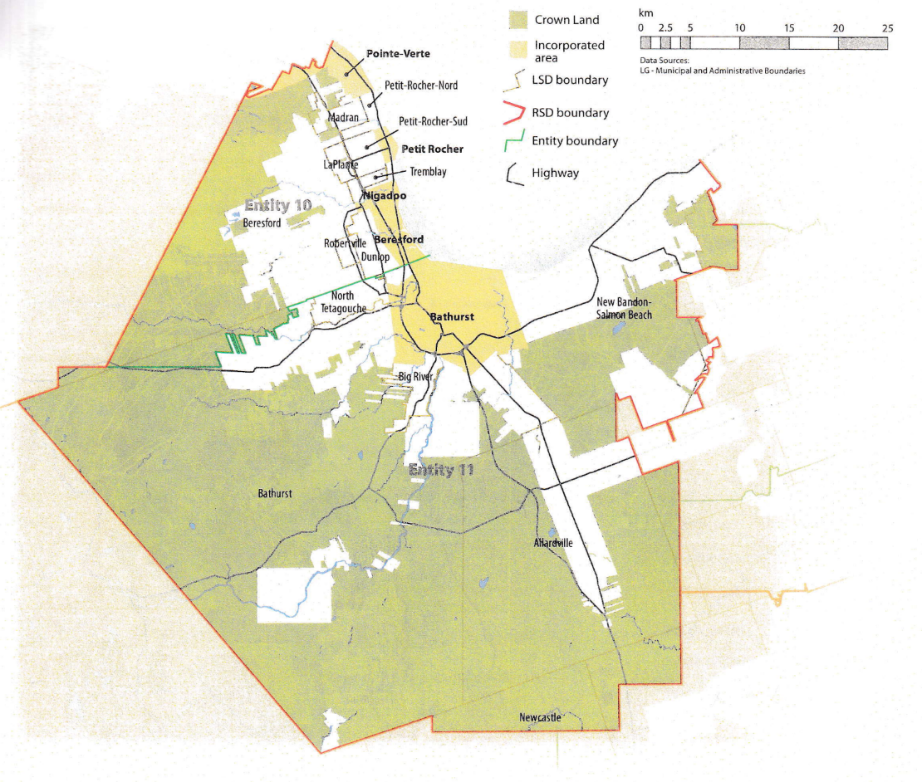 Crown Land
Incorporated
area
LSD boundary
RSD boundary
Entity boundary
Highway
km
0 2.5 5 10 15 20 25
Data Sources:
LG - Municipal and Administrative Boundaries
Pointe-Verte
Petit-Rocher-Nord
Madran
Petit-Rocher-Sud
Petit Rocher
LaPlante
Tremblay
Nigadoo
Entity 10
Beresford
Robertville
Beresford
Dunlop
North
Tetagouche
Bathurst
New Bandon-
Salmon Beach
Big River
Entity 11
Bathurst
Allardville
Newcastle